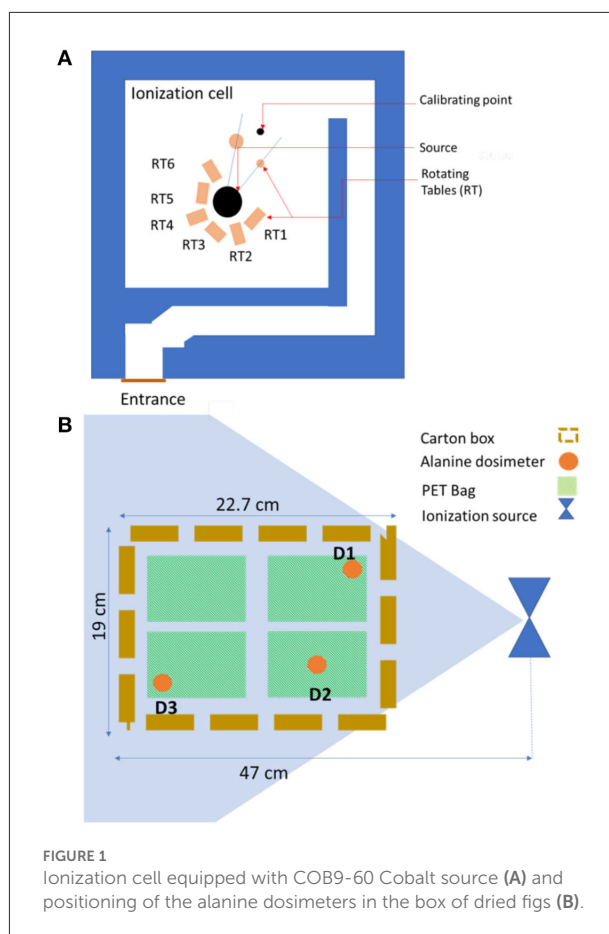 A
Ionization cell
Calibrating point
Source
Rotating
Tables (RT)
RT6
RT5
RT4
RT3
RT2
RT1
Entrance
B
Carton box
Alanine dosimeter
PET Bag
Ionization source
22.7 cm
19 cm
D1
D2
D3
47 cm
FIGURE 1
Ionization cell equipped with COB9-60 Cobalt source (A) and
positioning of the alanine dosimeters in the box of dried figs (B).